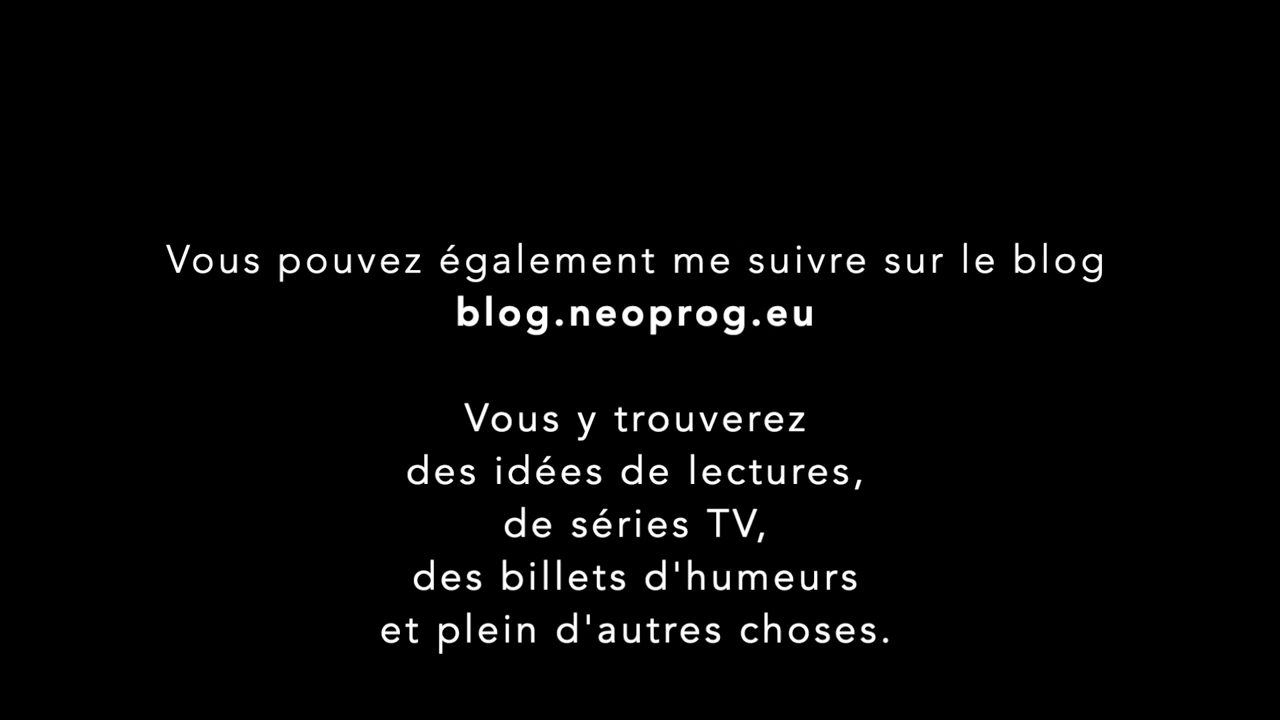 Vous pouvez également me suivre sur le blog
blog.neoprog.eu
Vous y trouverez
des idées de lectures,
de séries TV,
des billets d'humeurs
et plein d'autres choses.